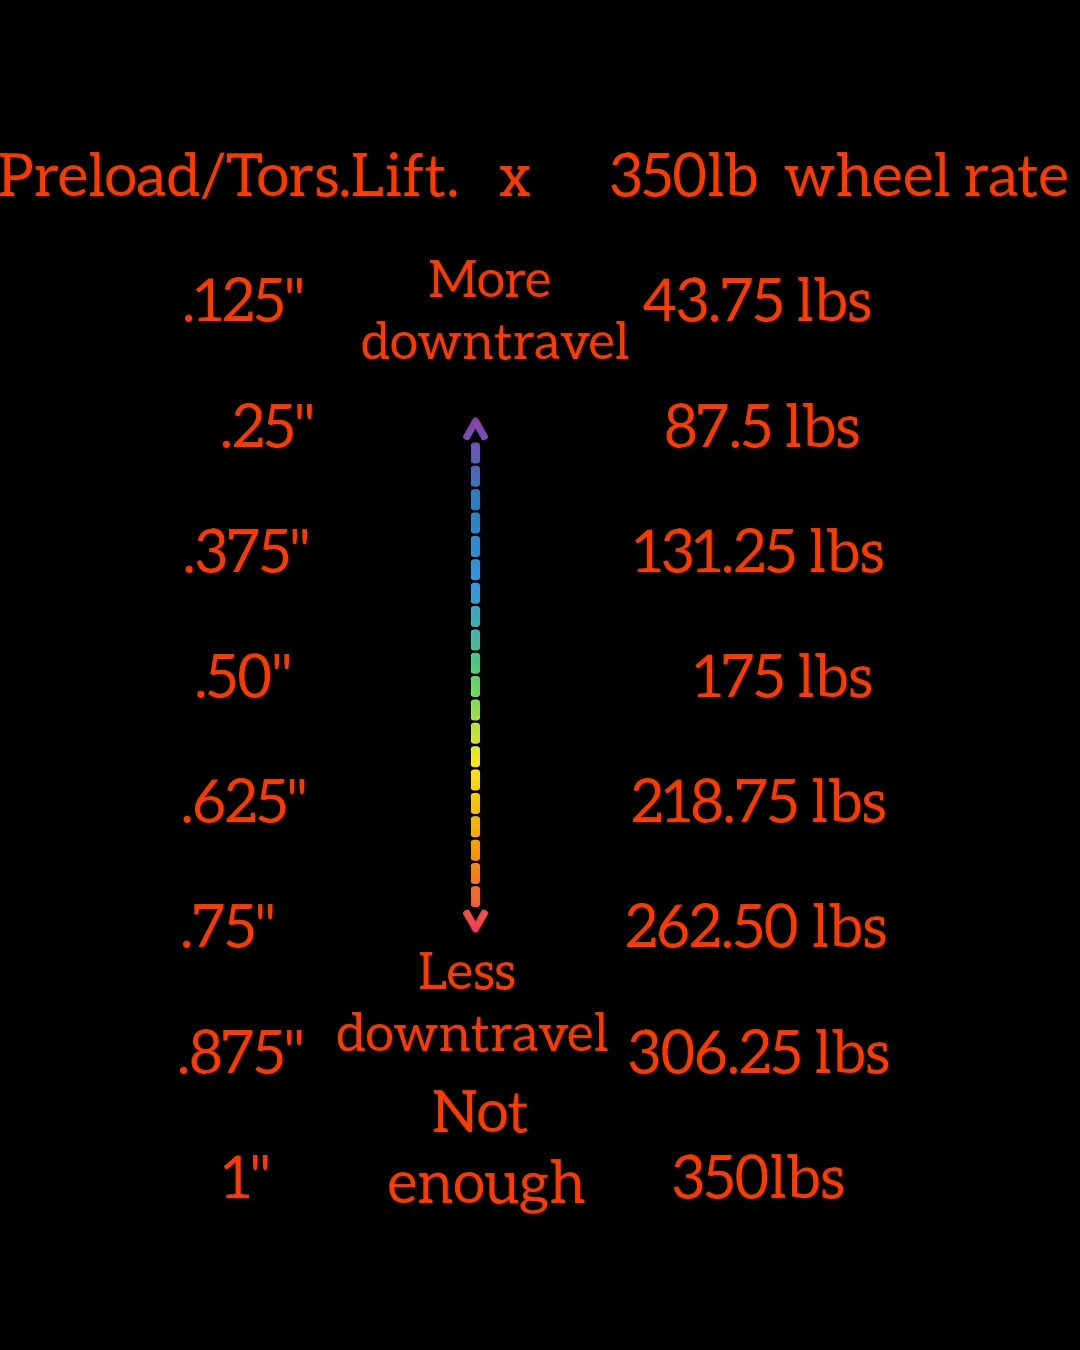 Preload/Tors.Lift. x 350lb wheel rate
More
.125" 43.75 lbs
downtravel
.25" 87.5 lbs
.375" 131.25 lbs
.50" 175 lbs
.625" 218.75 lbs
.75" 262.50 lbs
Less
downtravel
.875" 306.25 lbs
Not
1" 350lbs
enough